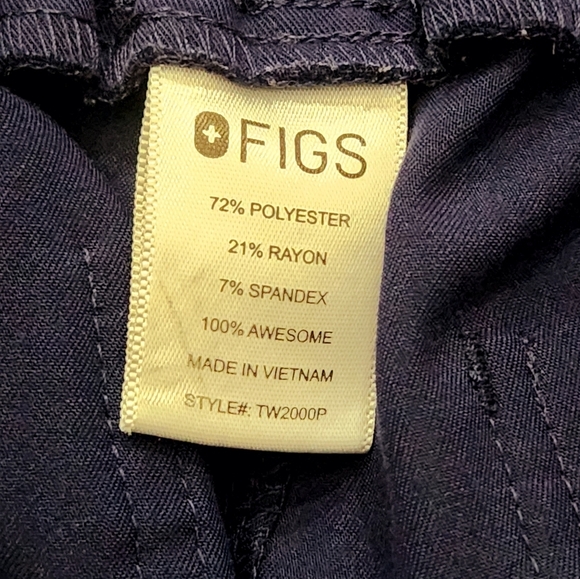 FIGS
72% POLYESTER
21% RAYON
7% SPANDEX
100% AWESOME
MADE IN VIETNAM
STYLE#: TW2000P